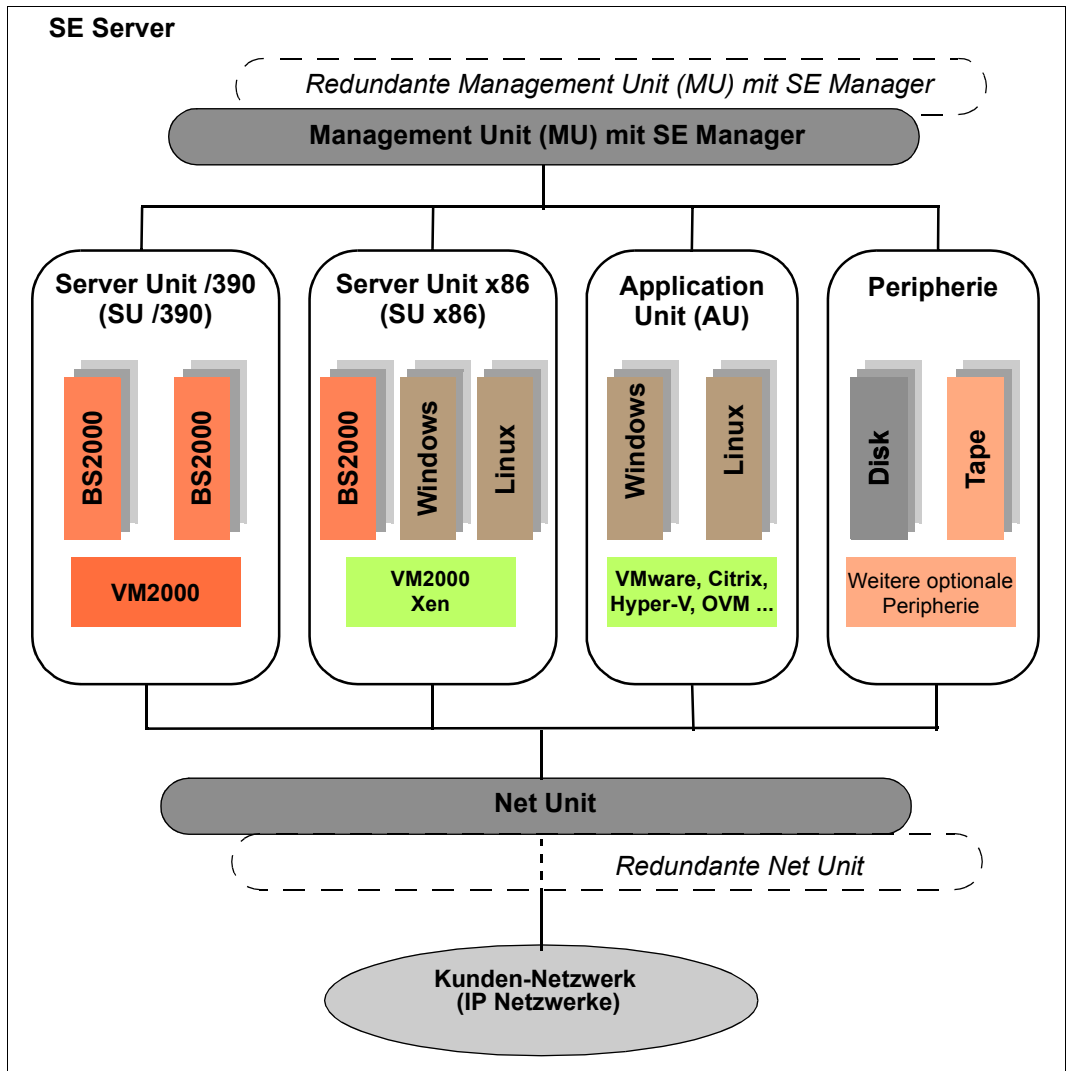 SE Server
Redundante Management Unit (MU) mit SE Manager
Management Unit (MU) mit SE Manager
Server Unit /390
(SU /390)
BS2000
BS2000
VM2000
Server Unit x86
(SU x86)
BS2000
Windows
Linux
VM2000
Xen
Application
Unit (AU)
Windows
Linux
VMware, Citrix,
Hyper-V, OVM ...
Peripherie
Disk
Tape
Weitere optionale
Peripherie
Net Unit
Redundante Net Unit
Kunden-Netzwerk
(IP Netzwerke)